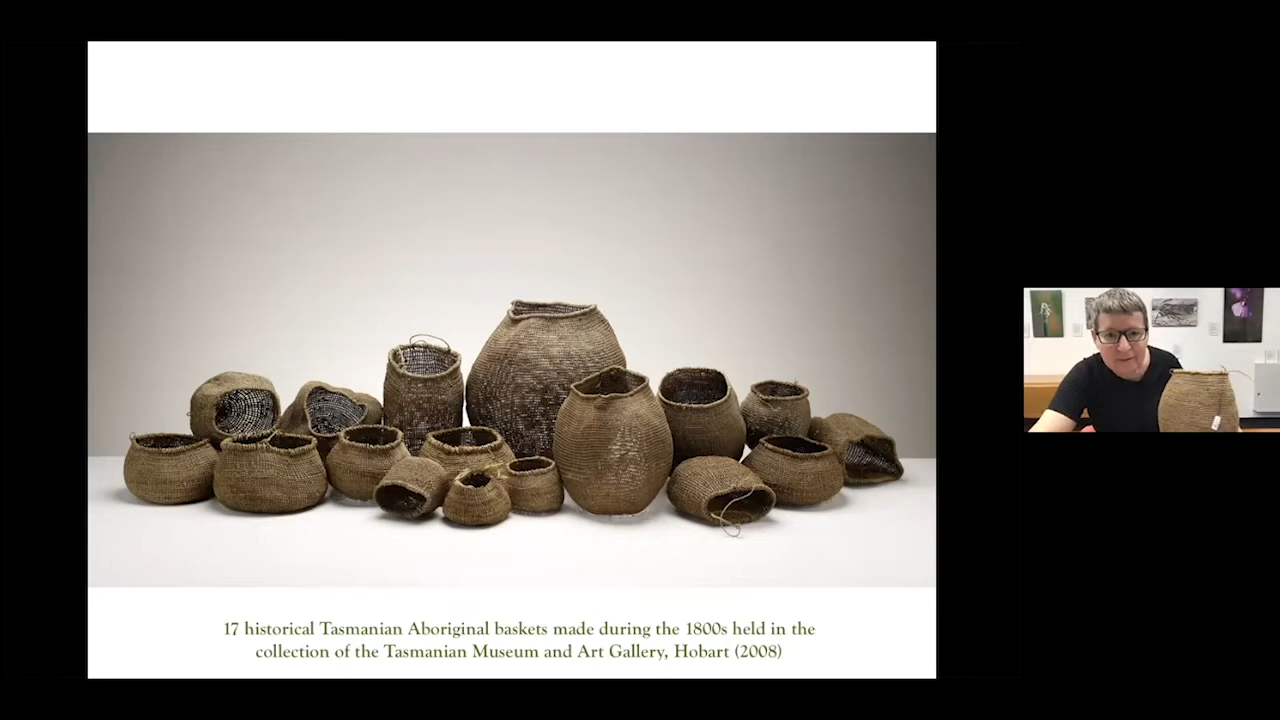 17 historical Tasmanian Aboriginal baskets made during the 1800s held in the
collection of the Tasmanian Museum and Art Gallery, Hobart (2008)